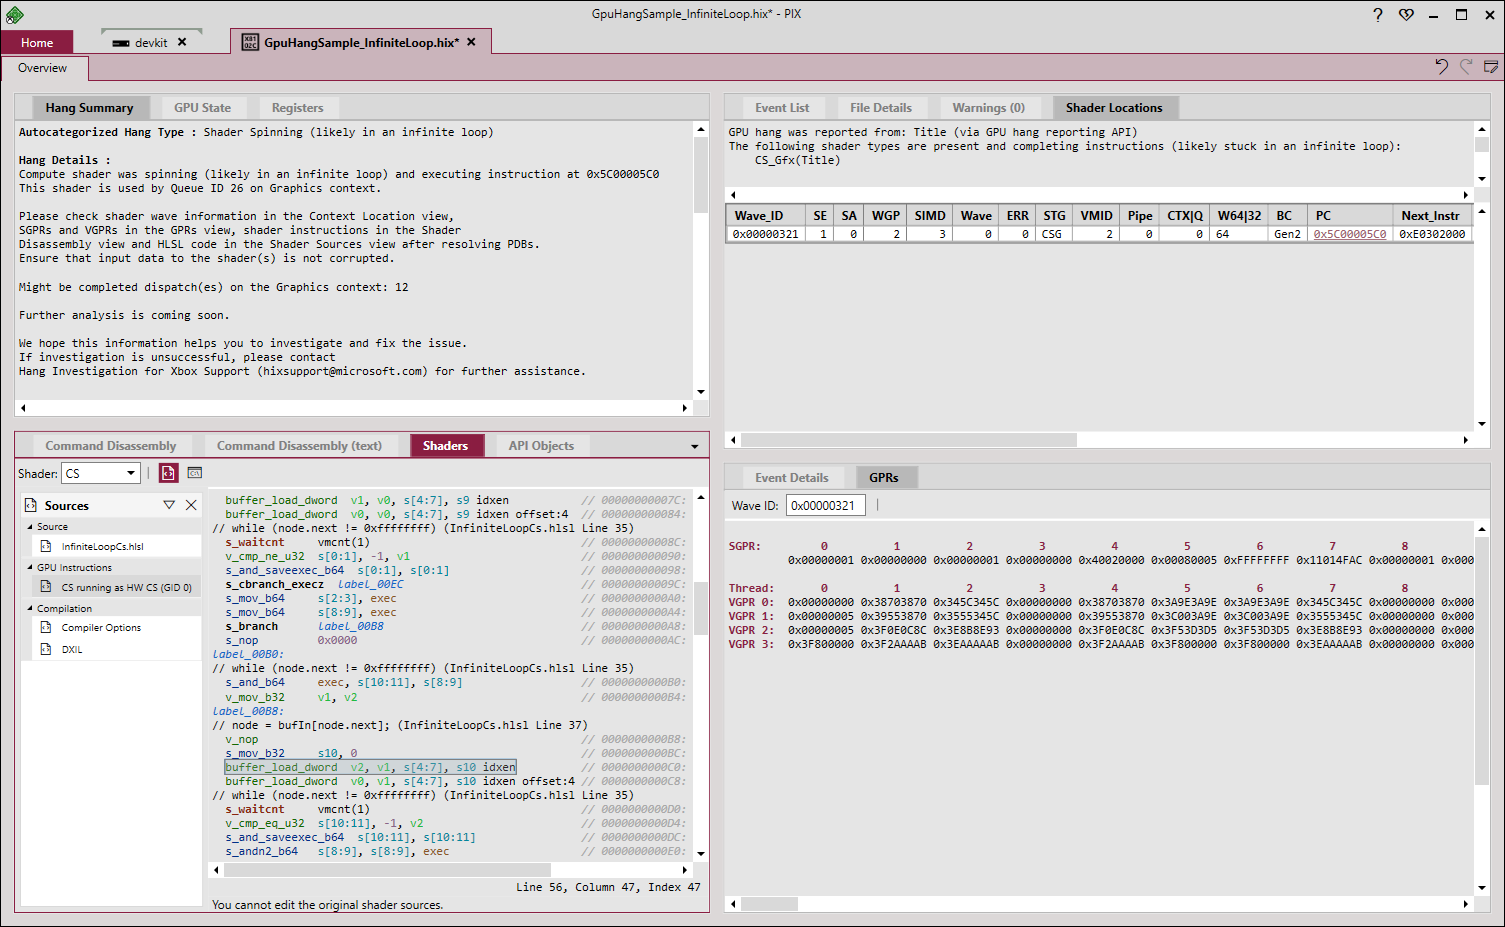 GpuHangSample_InfiniteLoop.hix* - PIX
Home
devkit
GpuHangSample_InfiniteLoop.hix*
Overview
Hang Summary
GPU State
Registers
Autocategorized Hang Type : Shader Spinning (likely in an infinite loop)
Hang Details :
Compute shader was spinning (likely in an infinite loop) and executing instruction at 0x5C00005C0
This shader is used by Queue ID 26 on Graphics context.
Please check shader wave information in the Context Location view,
SGPRs and VGPRs in the GPRs view, shader instructions in the Shader
Disassembly view and HLSL code in the Shader Sources view after resolving PDBs.
Ensure that input data to the shader(s) is not corrupted.
Might be completed dispatch(es) on the Graphics context: 12
Further analysis is coming soon.
We hope this information helps you to investigate and fix the issue.
If investigation is unsuccessful, please contact
Hang Investigation for Xbox Support (hixsupport@microsoft.com) for further assistance.
Event List
File Details
Warnings (0)
Shader Locations
GPU hang was reported from: Title (via GPU hang reporting API)
The following shader types are present and completing instructions (likely stuck in an infinite loop):
CS_Gfx(Title)
Wave_ID SE SA WGP SIMD Wave ERR STG VMID Pipe CTX|Q W64|32 BC PC Next_Instr
0x00000321 1 0 2 3 0 0 CSG 2 0 0 64 Gen2 0x5C00005C0 0xE0302000
Command Disassembly
Command Disassembly (text)
Shaders
API Objects
Shader: CS
Sources
Source
InfiniteLoopCs.hlsl
GPU Instructions
CS running as HW CS (GID 0)
Compilation
Compiler Options
DXIL
buffer_load_dword v1, v0, s[4:7], s9 idxen // 00000000007C:
buffer_load_dword v0, v0, s[4:7], s9 idxen offset:4 // 000000000084:
// while (node.next != 0xffffffff) (InfiniteLoopCs.hlsl Line 35)
s_waitcnt vmcnt(1) // 00000000008C:
v_cmp_ne_u32 s[0:1], -1, v1 // 000000000090:
s_and_saveexec_b64 s[0:1], s[0:1] // 000000000098:
s_cbranch_execz label_00EC // 00000000009C:
s_mov_b64 s[2:3], exec // 0000000000A0:
s_mov_b64 s[8:9], exec // 0000000000A4:
s_branch label_00B8 // 0000000000A8:
s_nop 0x0000 // 0000000000AC:
label_00B0:
// while (node.next != 0xffffffff) (InfiniteLoopCs.hlsl Line 35)
s_and_b64 exec, s[10:11], s[8:9] // 0000000000B0:
v_mov_b32 v1, v2 // 0000000000B4:
label_00B8:
// node = bufIn[node.next]; (InfiniteLoopCs.hlsl Line 37)
v_nop // 0000000000B8:
s_mov_b32 s10, 0 // 0000000000BC:
buffer_load_dword v2, v1, s[4:7], s10 idxen // 0000000000C0:
buffer_load_dword v0, v1, s[4:7], s10 idxen offset:4 // 0000000000C8:
// while (node.next != 0xffffffff) (InfiniteLoopCs.hlsl Line 35)
s_waitcnt vmcnt(1) // 0000000000D0:
v_cmp_eq_u32 s[10:11], -1, v2 // 0000000000D4:
s_and_saveexec_b64 s[10:11], s[10:11] // 0000000000DC:
s_andn2_b64 s[8:9], s[8:9], exec // 0000000000E0:
Line 56, Column 47, Index 47
You cannot edit the original shader sources.
Event Details
GPRs
Wave ID: 0x00000321
SGPR: 0 1 2 3 4 5 6 7 8
0x00000001 0x00000000 0x00000001 0x00000000 0x40020000 0x00080005 0xFFFFFFFF 0x11014FAC 0x00000001 0x000
Thread: 0 1 2 3 4 5 6 7 8
VGPR 0: 0x00000000 0x38703870 0x345C345C 0x00000000 0x38703870 0x3A9E3A9E 0x3A9E3A9E 0x345C345C 0x00000000 0x000
VGPR 1: 0x00000005 0x39553870 0x3555345C 0x00000000 0x39553870 0x3C003A9E 0x3C003A9E 0x3555345C 0x00000000 0x000
VGPR 2: 0x00000005 0x3F0E0C8C 0x3E8B8E93 0x00000000 0x3F0E0C8C 0x3F53D3D5 0x3F53D3D5 0x3E8B8E93 0x00000000 0x000
VGPR 3: 0x3F800000 0x3F2AAAAB 0x3EAAAAAB 0x00000000 0x3F2AAAAB 0x3F800000 0x3F800000 0x3EAAAAAB 0x00000000 0x000